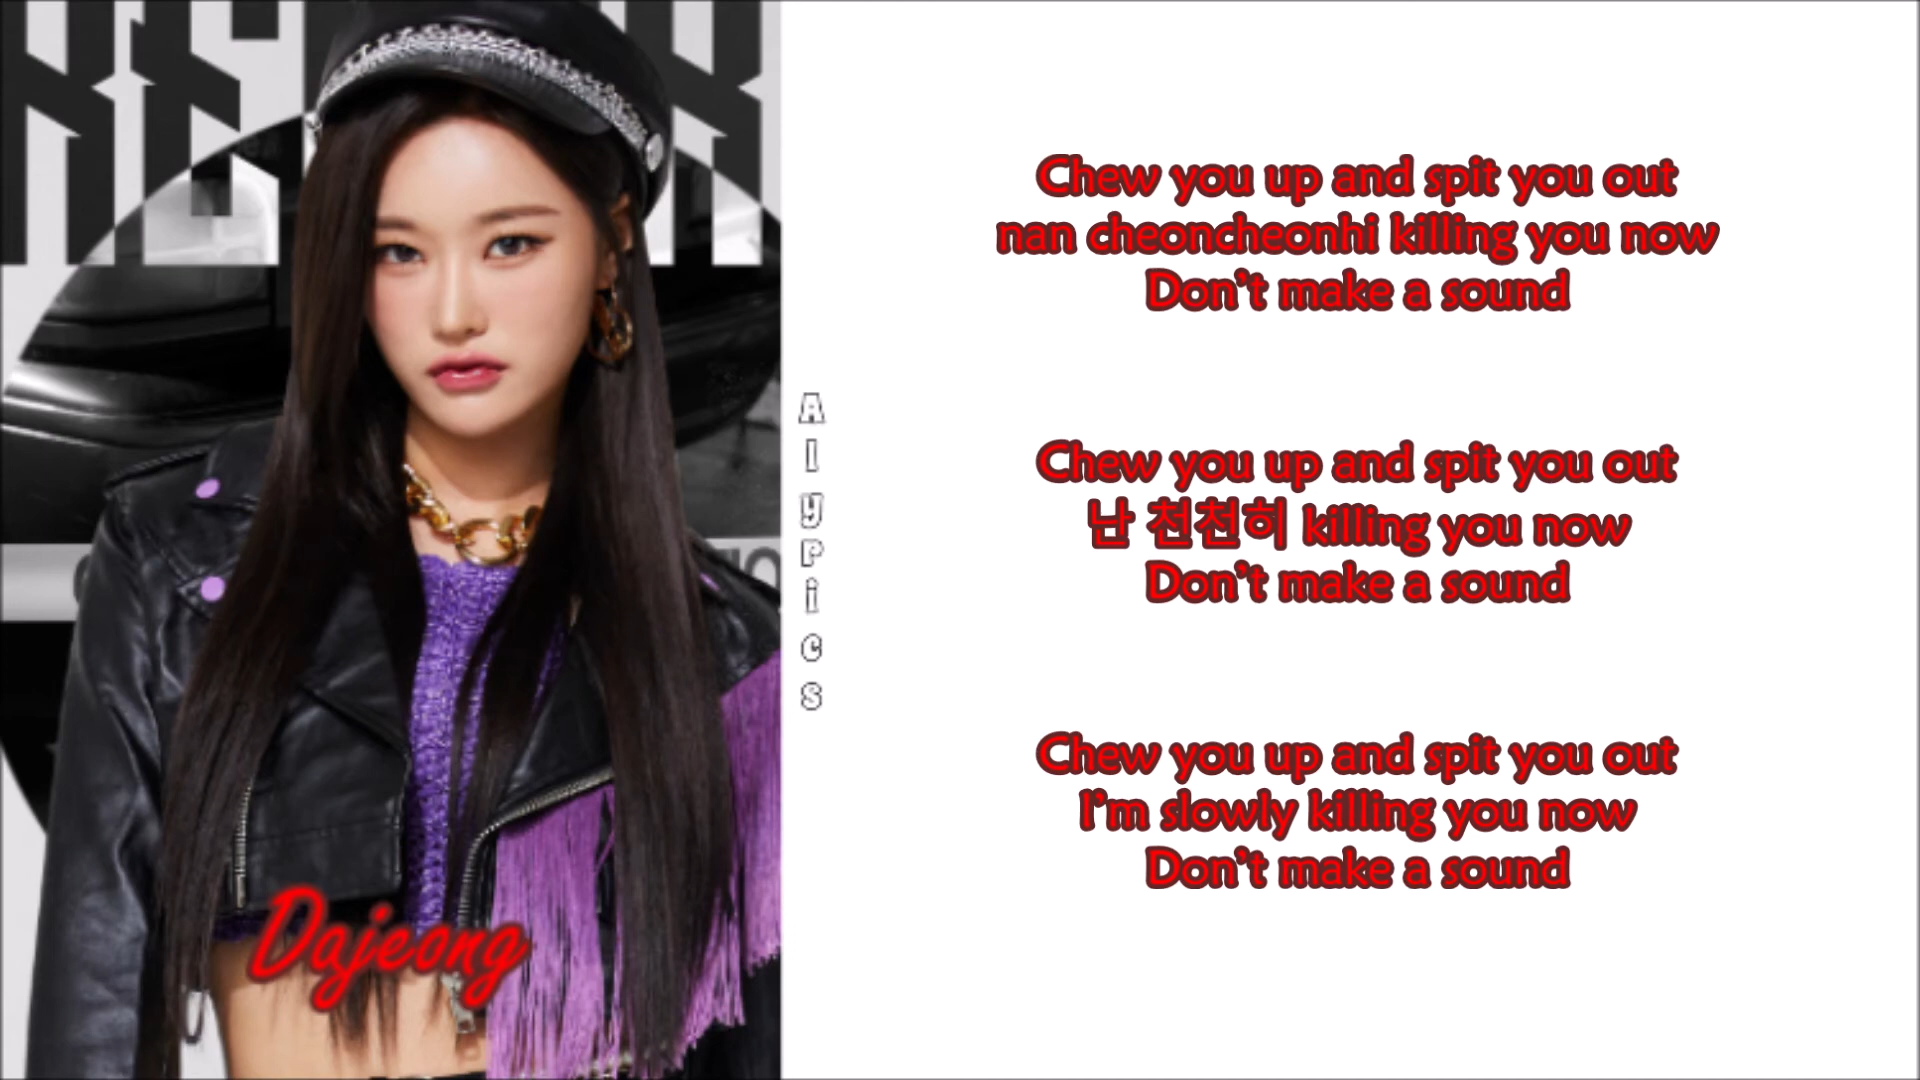 Chew you up and spit you out
nan cheoncheonhi killing you now
Don't make a sound
Chew you up and spit you out
난 천천히 killing you now
Don't make a sound
Chew you up and spit you out
I'm slowly killing you now
Don't make a sound
AlyPics
Dajeong